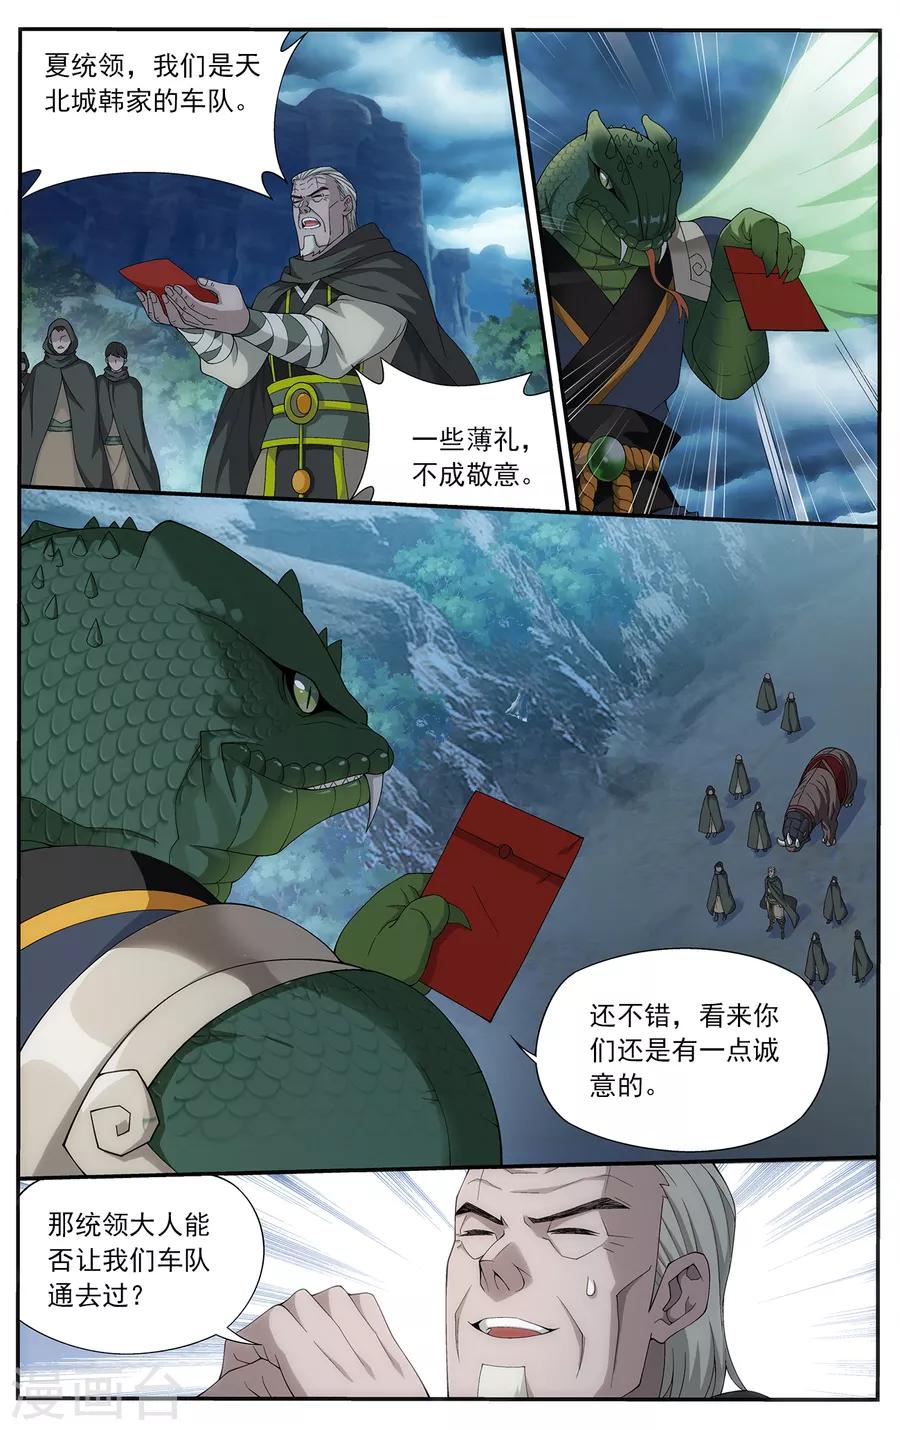 夏统领，我们是天
北城韩家的车队。
一些薄礼，
不成敬意。
还不错，看来你
们还是有一点诚
意的。
那统领大人能
否让我们车队
通去过？
漫画台